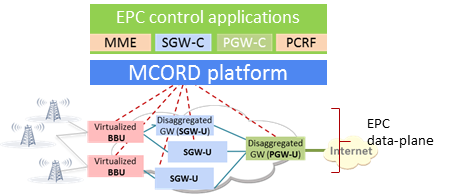 EPC control applications
MME SGW-C PGW-C PCRF
MCORD platform
Virtualized
BBU
Disaggregated
GW (SGW-U)
SGW-U
Virtualized
BBU
SGW-U
Disaggregated
GW (PGW-U)
Internet
EPC
data-plane